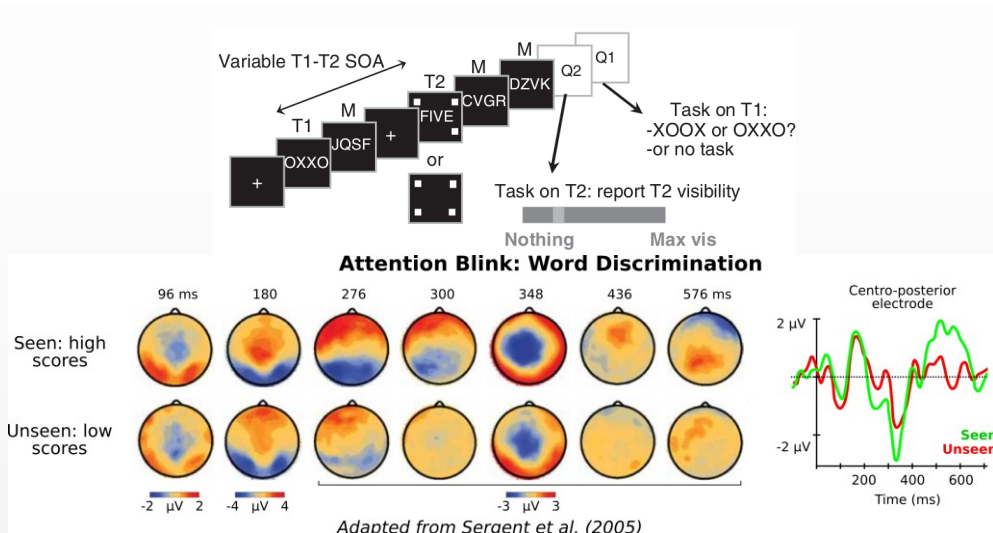 Variable T1-T2 SOA
+
T1
OXXO
M
JQSF
+
T2
FIVE
or
M
CVGR
M
DZVK
Q2
Q1
Task on T1:
-XOOX or OXXO?
-or no task
Task on T2: report T2 visibility
Nothing
Max vis
Attention Blink: Word Discrimination
96 ms
180
276
300
348
436
576 ms
Seen: high
scores
Unseen: low
scores
-2 µV 2
-4 µV 4
-3 µV 3
Adapted from Sergent et al. (2005)
Centro-posterior
electrode
2 µV
-2 µV
Seen
Unseen
200
400
600
Time (ms)